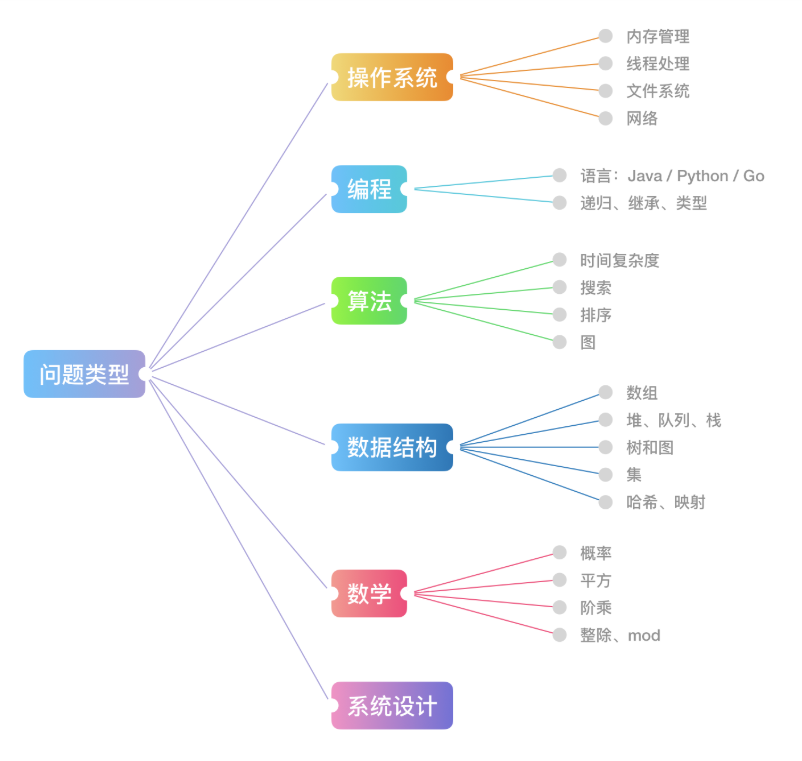 问题类型
操作系统
内存管理
线程处理
文件系统
网络
编程
语言：Java / Python / Go
递归、继承、类型
算法
时间复杂度
搜索
排序
图
数据结构
数组
堆、队列、栈
树和图
集
哈希、映射
数学
概率
平方
阶乘
整除、mod
系统设计